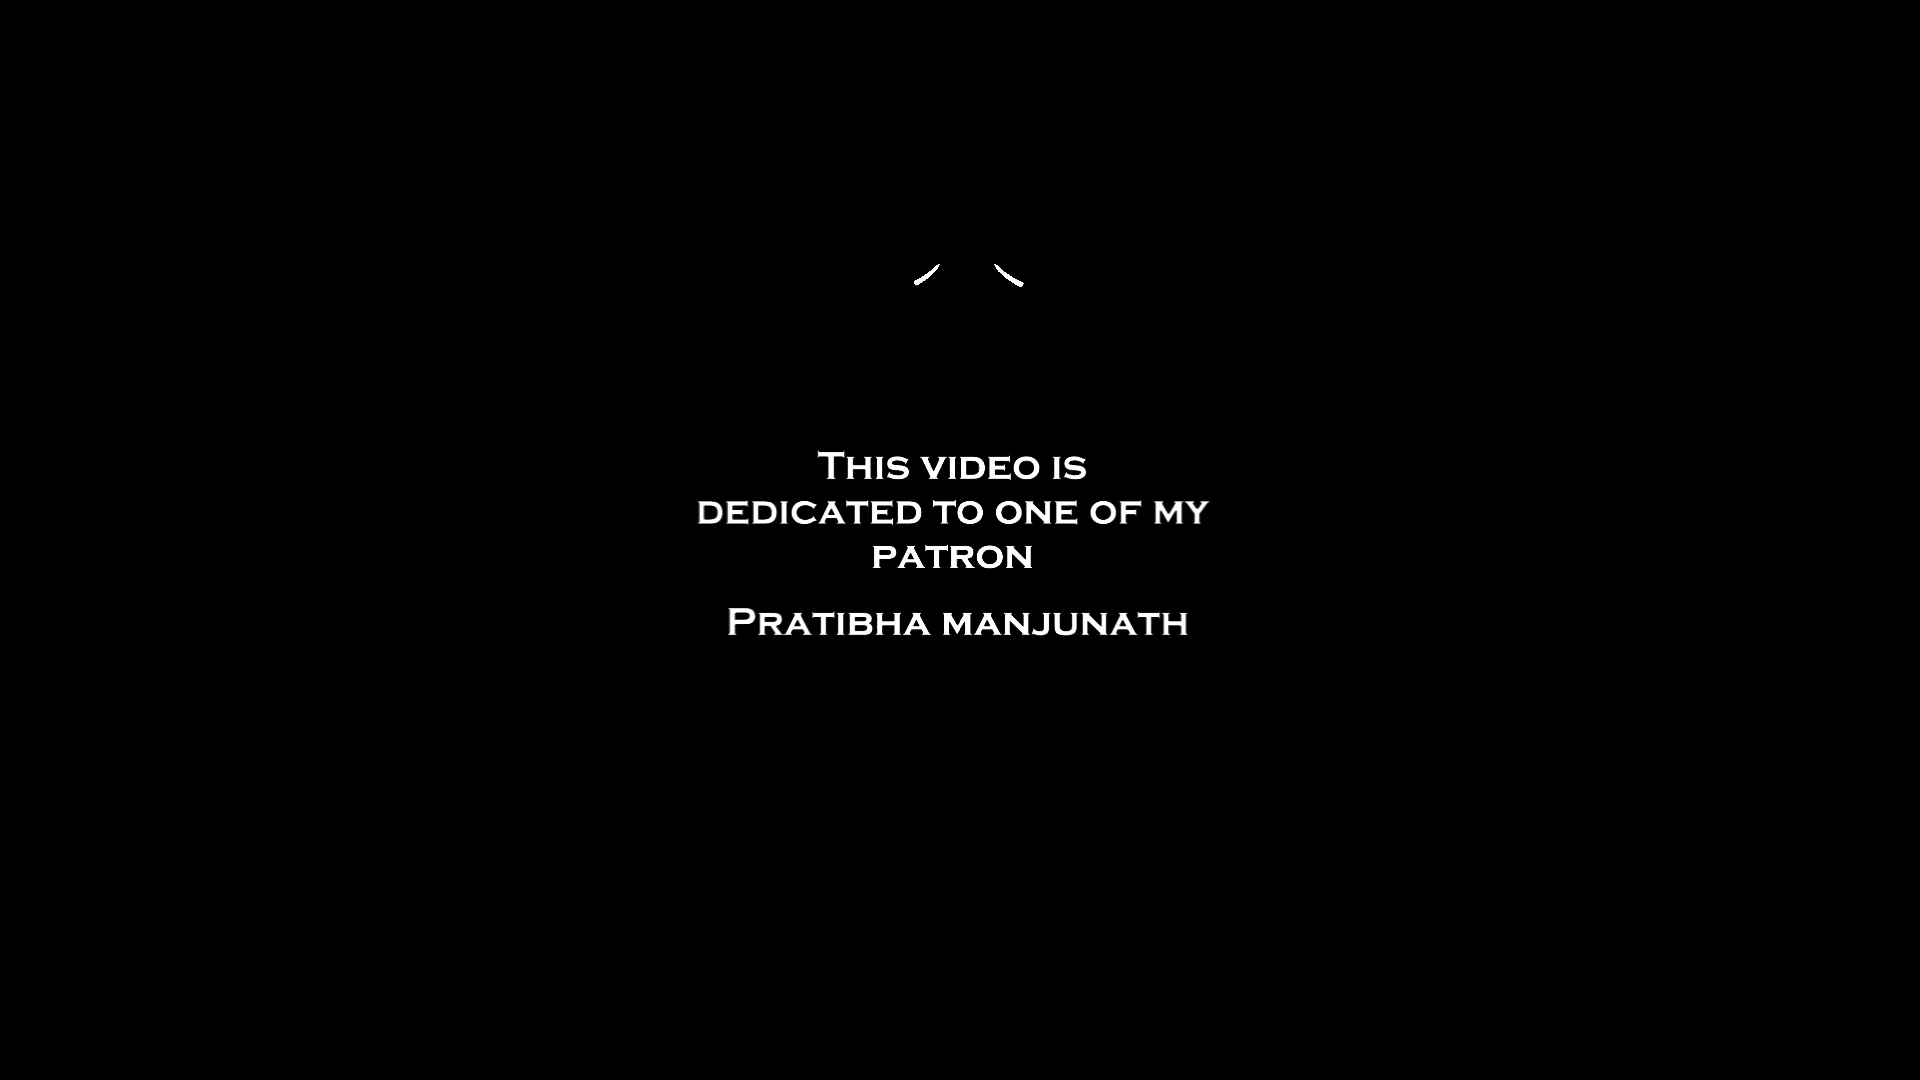 This video is
dedicated to one of my
patron
Pratibha manjunath